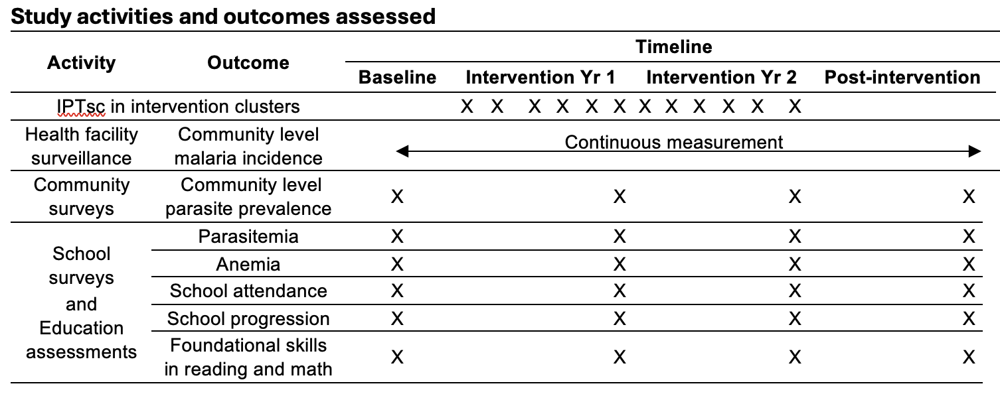 Study activities and outcomes assessed
Activity Outcome Timeline
Baseline Intervention Yr 1 Intervention Yr 2 Post-intervention
IPTsc in intervention clusters X X X X X X X X X X X X
Health facility surveillance Community level malaria incidence Continuous measurement
Community surveys Community level parasite prevalence X X X X
School surveys and Education assessments
Parasitemia X X X X
Anemia X X X X
School attendance X X X X
School progression X X X X
Foundational skills in reading and math X X X X